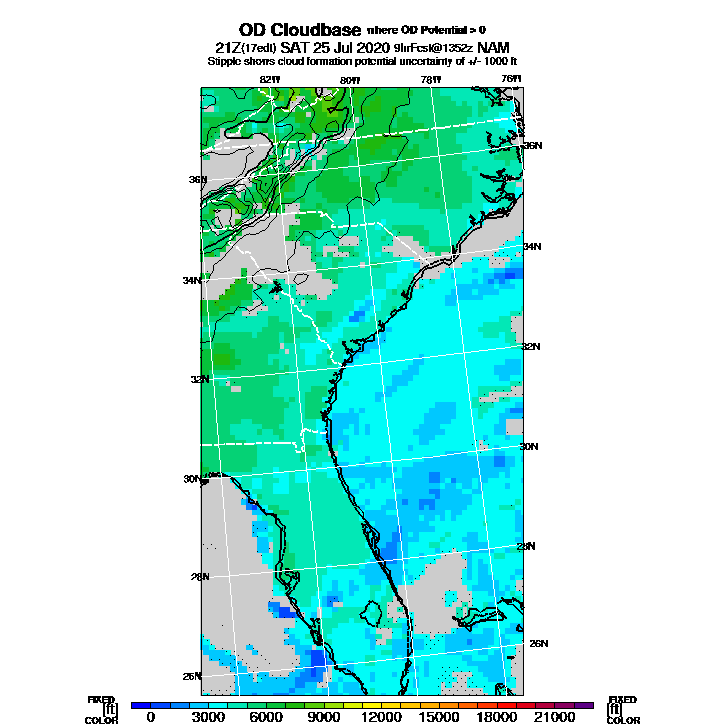 OD Cloudbase where OD Potential > 0
21Z(17edt) SAT 25 Jul 2020 9hrFcst@1352z NAM
Stipple shows cloud formation potential uncertainty of +/- 1000 ft
82W 80W 78W 76W
36N
36N
34N
34N
32N
32N
30N
30N
28N
28N
26N
26N
FIXED FIXED
[ft] [ft]
COLOR 0 3000 6000 9000 12000 15000 18000 21000 COLOR